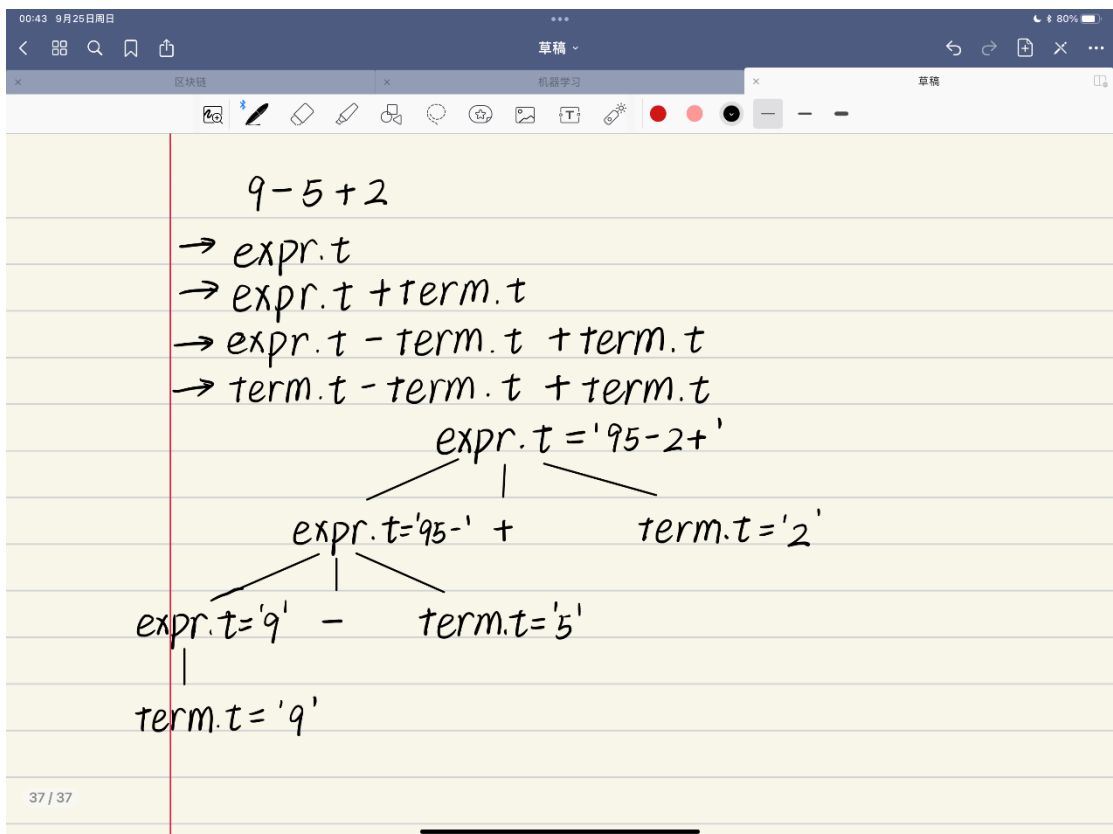 00:43 9月25日周日
80%
草稿
区块链
机器学习
草稿
T
9-5+2
→ expr.t
→ expr.t +term.t
→ expr.t - term.t +term.t
→ term.t - term.t + term.t
expr.t ='95-2+'
expr.t='95-' + term.t='2'
expr.t='9' - term.t='5'
term.t='9'
37 / 37